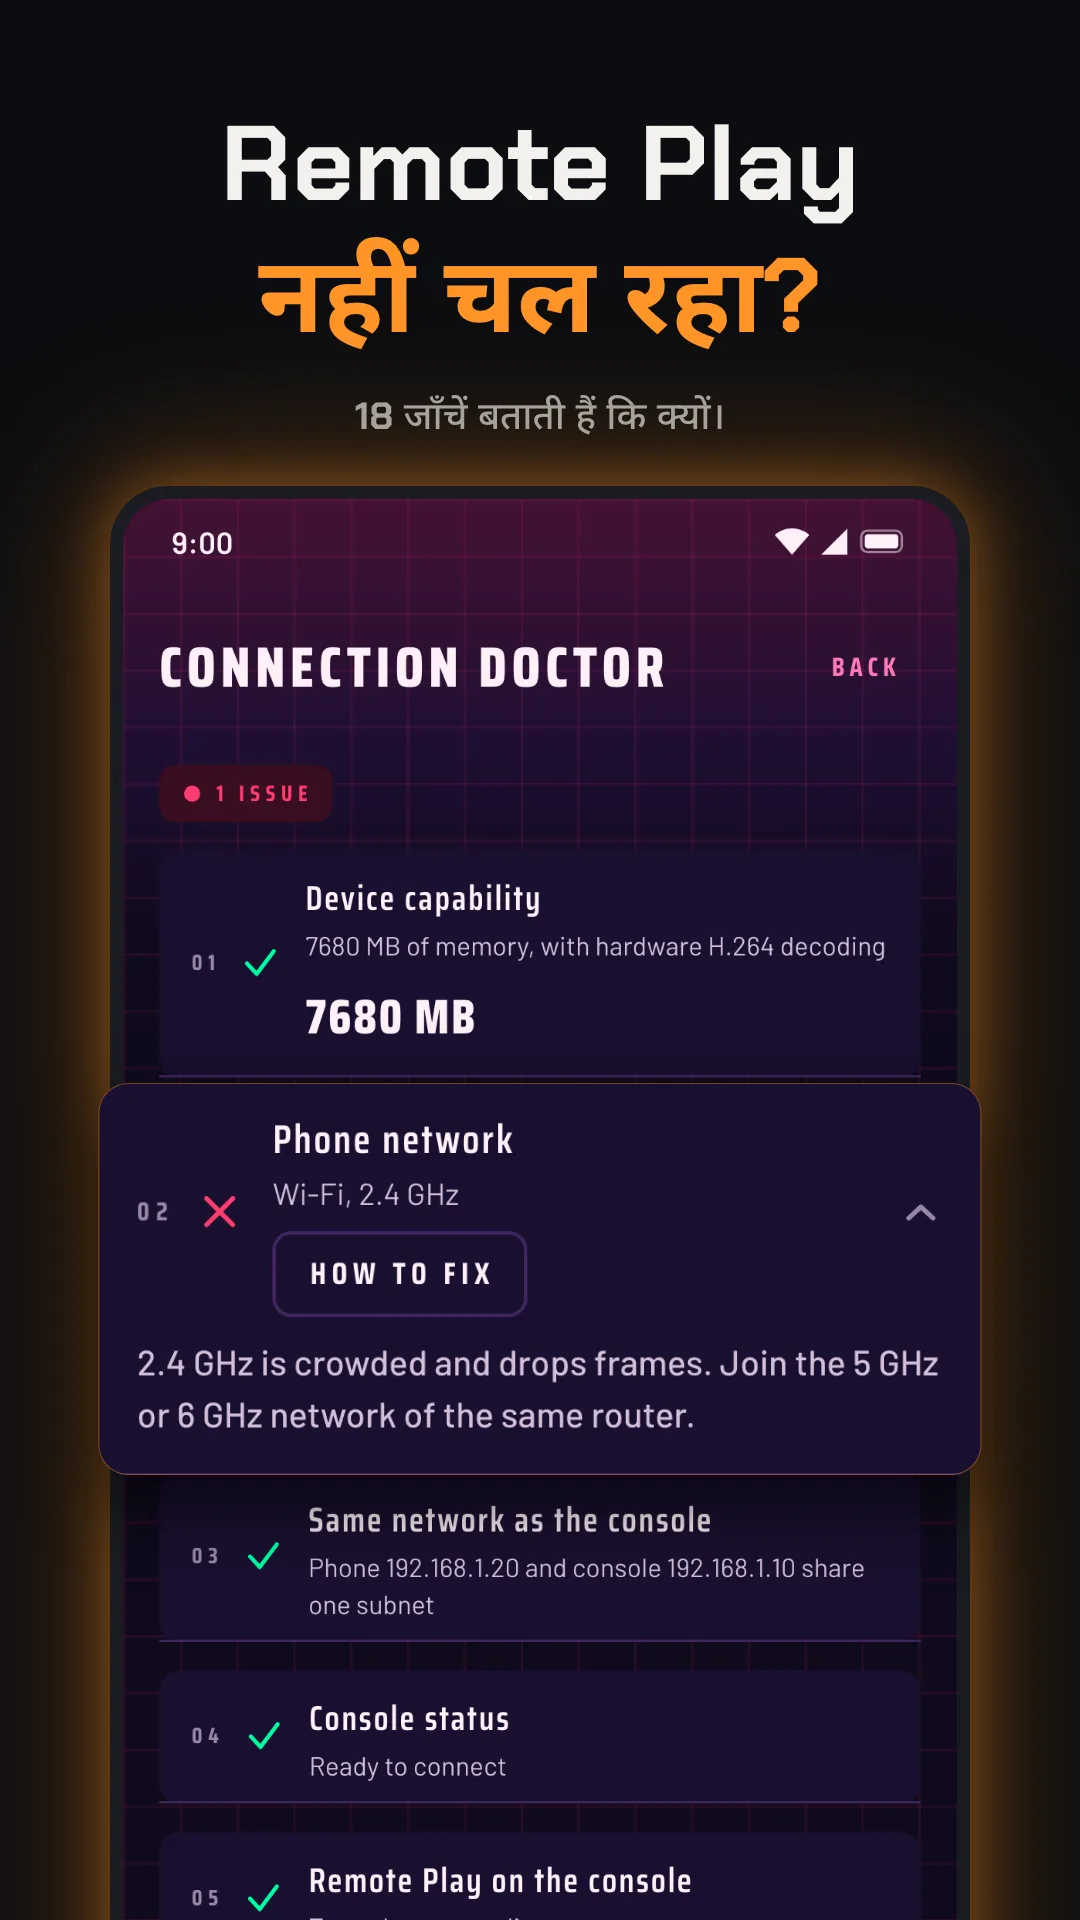 Remote Play
नहीं चल रहा?
18 जाँचें बताती हैं कि क्यों।
9:00
CONNECTION DOCTOR
BACK
1 ISSUE
Device capability
7680 MB of memory, with hardware H.264 decoding
01
7680 MB
Phone network
Wi-Fi, 2.4 GHz
02
HOW TO FIX
2.4 GHz is crowded and drops frames. Join the 5 GHz
or 6 GHz network of the same router.
Same network as the console
03
Phone 192.168.1.20 and console 192.168.1.10 share
one subnet
Console status
04
Ready to connect
Remote Play on the console
05